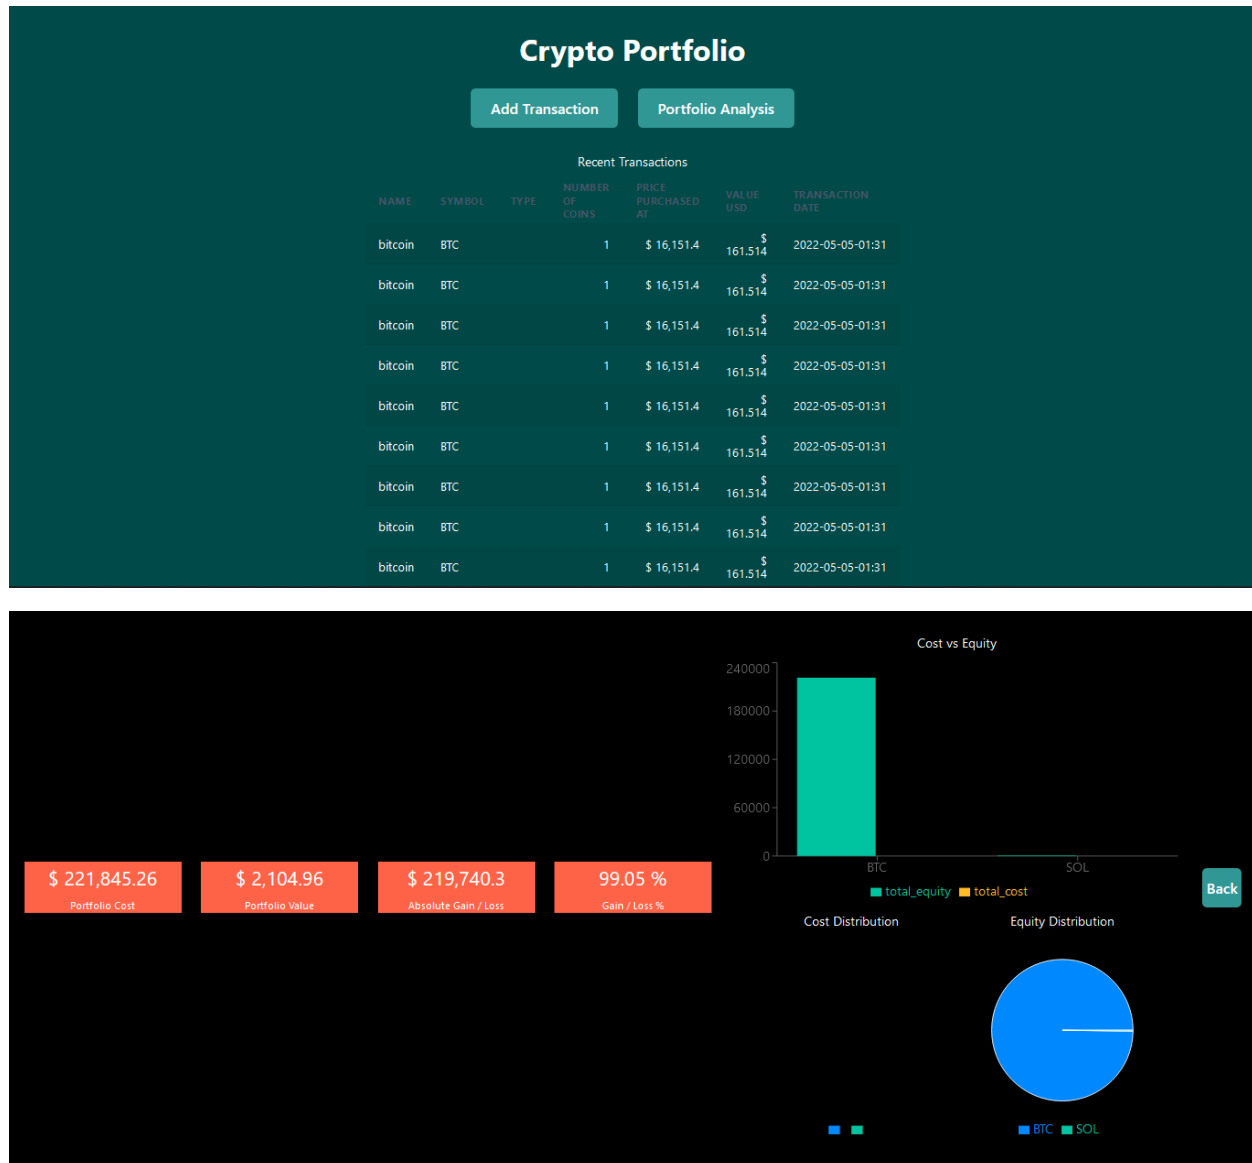 Crypto Portfolio
Add Transaction Portfolio Analysis
Recent Transactions
NAME SYMBOL TYPE NUMBER OF COINS PRICE PURCHASED AT VALUE USD TRANSACTION DATE
bitcoin BTC 1 $ 16,151.4 $ 161.514 2022-05-05-01:31
bitcoin BTC 1 $ 16,151.4 $ 161.514 2022-05-05-01:31
bitcoin BTC 1 $ 16,151.4 $ 161.514 2022-05-05-01:31
bitcoin BTC 1 $ 16,151.4 $ 161.514 2022-05-05-01:31
bitcoin BTC 1 $ 16,151.4 $ 161.514 2022-05-05-01:31
bitcoin BTC 1 $ 16,151.4 $ 161.514 2022-05-05-01:31
bitcoin BTC 1 $ 16,151.4 $ 161.514 2022-05-05-01:31
bitcoin BTC 1 $ 16,151.4 $ 161.514 2022-05-05-01:31
bitcoin BTC 1 $ 16,151.4 $ 161.514 2022-05-05-01:31
$ 221,845.26 $ 2,104.96 $ 219,740.3 99.05 %
Portfolio Cost Portfolio Value Absolute Gain / Loss Gain / Loss %
Cost vs Equity
240000
180000
120000
60000
0
BTC SOL
total_equity total_cost
Back
Cost Distribution Equity Distribution
BTC SOL